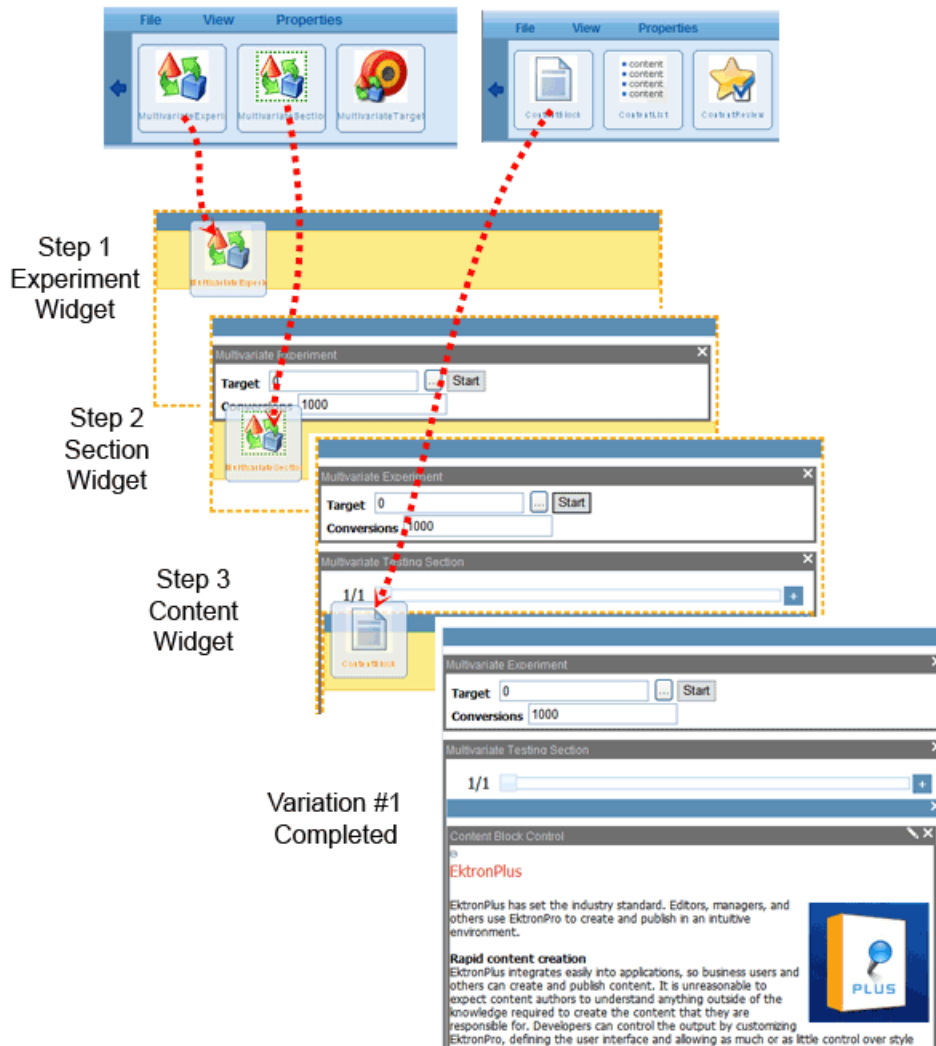 File View Properties
MultivariateExperi MultivariateSectio MultivariateTarget
File View Properties
ContentBlock ContentList ContentReview
content
content
content
content
Step 1
Experiment
Widget
MultivariateExperi
Multivariate Experiment
Target 0 ... Start
Conversions 1000
Step 2
Section
Widget
MultivariateSectio
Multivariate Experiment
Target 0 ... Start
Conversions 1000
Multivariate Testing Section
1/1 +
Step 3
Content
Widget
ContentBlock
Multivariate Experiment
Target 0 ... Start
Conversions 1000
Multivariate Testing Section
1/1 +
Variation #1
Completed
Content Block Control
EktronPlus
EktronPlus has set the industry standard. Editors, managers, and
others use EktronPro to create and publish in an intuitive
environment.
PLUS
Rapid content creation
EktronPlus integrates easily into applications, so business users and
others can create and publish content. It is unreasonable to
expect content authors to understand anything outside of the
knowledge required to create the content that they are
responsible for. Developers can control the output by customizing
EktronPro, defining the user interface and allowing as much or as little control over style